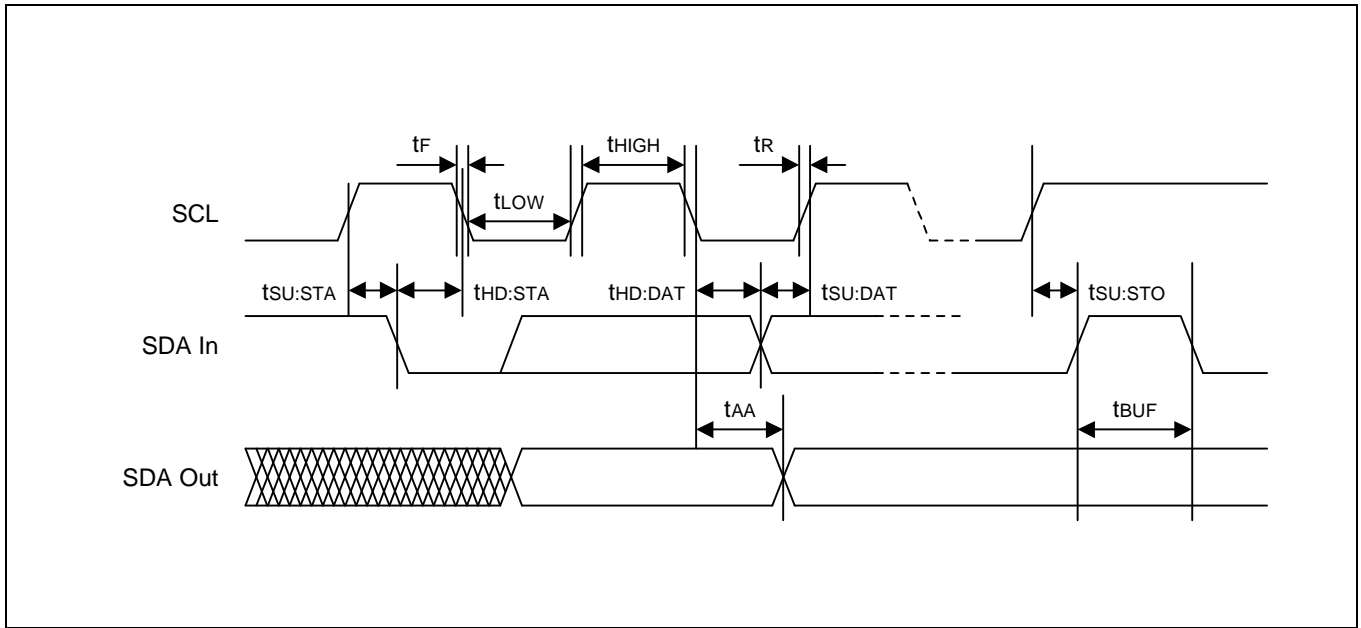 tF
tHIGH
tR
SCL
tLOW
tSU:STA
tHD:STA
tHD:DAT
tSU:DAT
tSU:STO
SDA In
tAA
tBUF
SDA Out